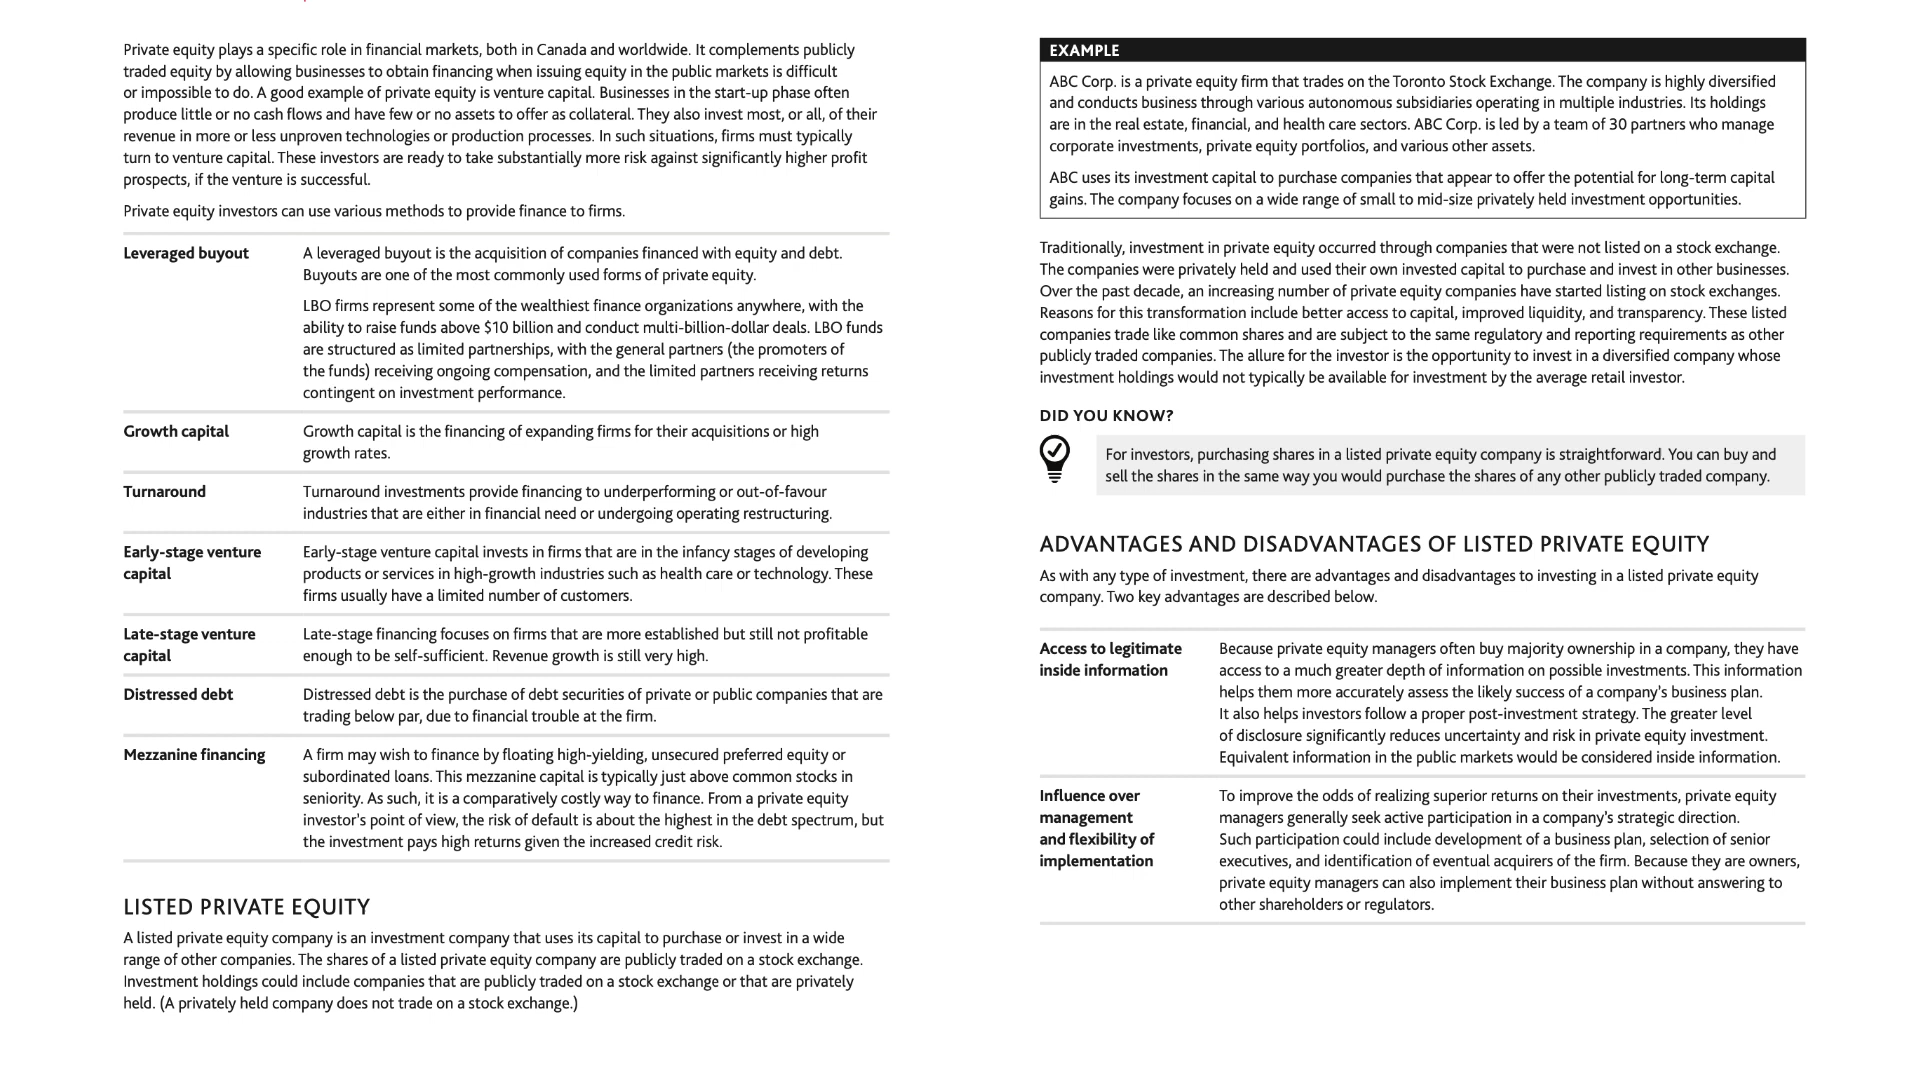 Private equity plays a specific role in financial markets, both in Canada and worldwide. It complements publicly
traded equity by allowing businesses to obtain financing when issuing equity in the public markets is difficult
or impossible to do. A good example of private equity is venture capital. Businesses in the start-up phase often
produce little or no cash flows and have few or no assets to offer as collateral. They also invest most, or all, of their
revenue in more or less unproven technologies or production processes. In such situations, firms must typically
turn to venture capital. These investors are ready to take substantially more risk against significantly higher profit
prospects, if the venture is successful.
Private equity investors can use various methods to provide finance to firms.
Leveraged buyout
A leveraged buyout is the acquisition of companies financed with equity and debt.
Buyouts are one of the most commonly used forms of private equity.
LBO firms represent some of the wealthiest finance organizations anywhere, with the
ability to raise funds above $10 billion and conduct multi-billion-dollar deals. LBO funds
are structured as limited partnerships, with the general partners (the promoters of
the funds) receiving ongoing compensation, and the limited partners receiving returns
contingent on investment performance.
Growth capital
Growth capital is the financing of expanding firms for their acquisitions or high
growth rates.
Turnaround
Turnaround investments provide financing to underperforming or out-of-favour
industries that are either in financial need or undergoing operating restructuring.
Early-stage venture
capital
Early-stage venture capital invests in firms that are in the infancy stages of developing
products or services in high-growth industries such as health care or technology. These
firms usually have a limited number of customers.
Late-stage venture
capital
Late-stage financing focuses on firms that are more established but still not profitable
enough to be self-sufficient. Revenue growth is still very high.
Distressed debt
Distressed debt is the purchase of debt securities of private or public companies that are
trading below par, due to financial trouble at the firm.
Mezzanine financing
A firm may wish to finance by floating high-yielding, unsecured preferred equity or
subordinated loans. This mezzanine capital is typically just above common stocks in
seniority. As such, it is a comparatively costly way to finance. From a private equity
investor's point of view, the risk of default is about the highest in the debt spectrum, but
the investment pays high returns given the increased credit risk.
LISTED PRIVATE EQUITY
A listed private equity company is an investment company that uses its capital to purchase or invest in a wide
range of other companies. The shares of a listed private equity company are publicly traded on a stock exchange.
Investment holdings could include companies that are publicly traded on a stock exchange or that are privately
held. (A privately held company does not trade on a stock exchange.)
EXAMPLE
ABC Corp. is a private equity firm that trades on the Toronto Stock Exchange. The company is highly diversified
and conducts business through various autonomous subsidiaries operating in multiple industries. Its holdings
are in the real estate, financial, and health care sectors. ABC Corp. is led by a team of 30 partners who manage
corporate investments, private equity portfolios, and various other assets.
ABC uses its investment capital to purchase companies that appear to offer the potential for long-term capital
gains. The company focuses on a wide range of small to mid-size privately held investment opportunities.
Traditionally, investment in private equity occurred through companies that were not listed on a stock exchange.
The companies were privately held and used their own invested capital to purchase and invest in other businesses.
Over the past decade, an increasing number of private equity companies have started listing on stock exchanges.
Reasons for this transformation include better access to capital, improved liquidity, and transparency. These listed
companies trade like common shares and are subject to the same regulatory and reporting requirements as other
publicly traded companies. The allure for the investor is the opportunity to invest in a diversified company whose
investment holdings would not typically be available for investment by the average retail investor.
DID YOU KNOW?
For investors, purchasing shares in a listed private equity company is straightforward. You can buy and
sell the shares in the same way you would purchase the shares of any other publicly traded company.
ADVANTAGES AND DISADVANTAGES OF LISTED PRIVATE EQUITY
As with any type of investment, there are advantages and disadvantages to investing in a listed private equity
company. Two key advantages are described below.
Access to legitimate
inside information
Because private equity managers often buy majority ownership in a company, they have
access to a much greater depth of information on possible investments. This information
helps them more accurately assess the likely success of a company's business plan.
It also helps investors follow a proper post-investment strategy. The greater level
of disclosure significantly reduces uncertainty and risk in private equity investment.
Equivalent information in the public markets would be considered inside information.
Influence over
management
and flexibility of
implementation
To improve the odds of realizing superior returns on their investments, private equity
managers generally seek active participation in a company's strategic direction.
Such participation could include development of a business plan, selection of senior
executives, and identification of eventual acquirers of the firm. Because they are owners,
private equity managers can also implement their business plan without answering to
other shareholders or regulators.